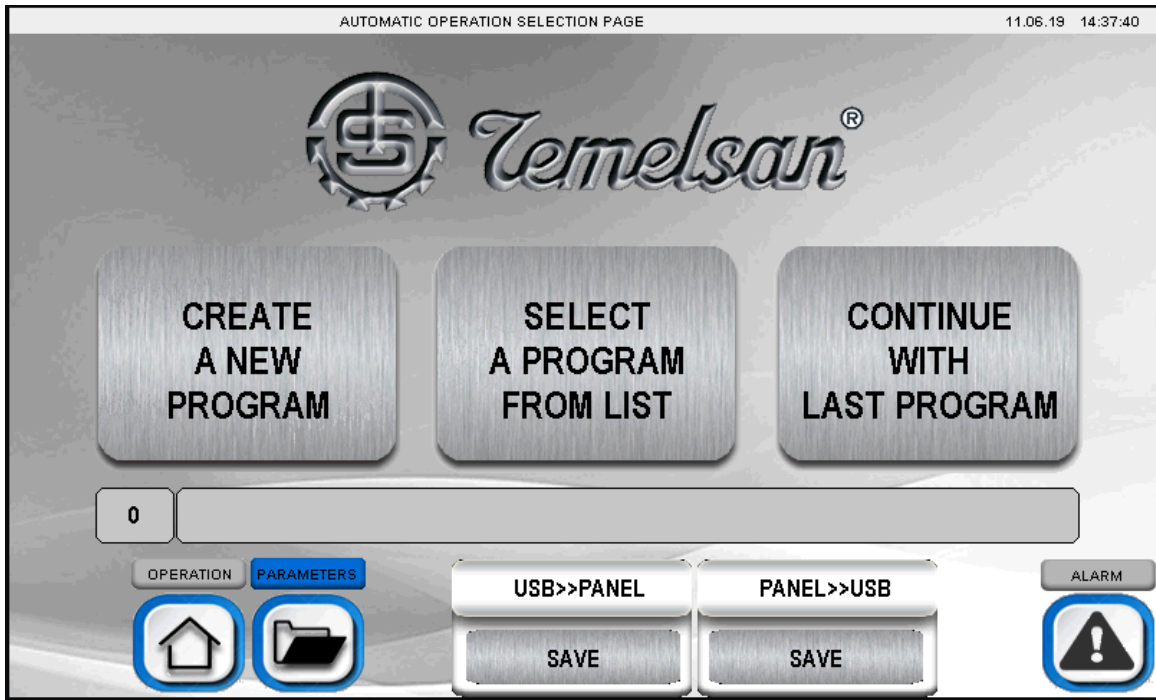 AUTOMATIC OPERATION SELECTION PAGE 11.06.19 14:37:40
Temelsan®
CREATE
A NEW
PROGRAM
SELECT
A PROGRAM
FROM LIST
CONTINUE
WITH
LAST PROGRAM
0
OPERATION
PARAMETERS
USB>>PANEL
SAVE
PANEL>>USB
SAVE
ALARM